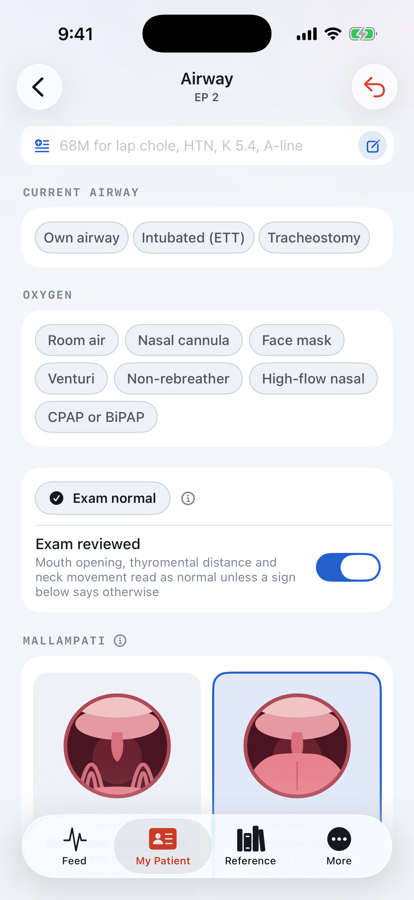 9:41
Airway
EP 2
68M for lap chole, HTN, K 5.4, A-line
CURRENT AIRWAY
Own airway
Intubated (ETT)
Tracheostomy
OXYGEN
Room air
Nasal cannula
Face mask
Venturi
Non-rebreather
High-flow nasal
CPAP or BiPAP
Exam normal
Exam reviewed
Mouth opening, thyromental distance and
neck movement read as normal unless a sign
below says otherwise
MALLAMPATI
Feed
My Patient
Reference
More